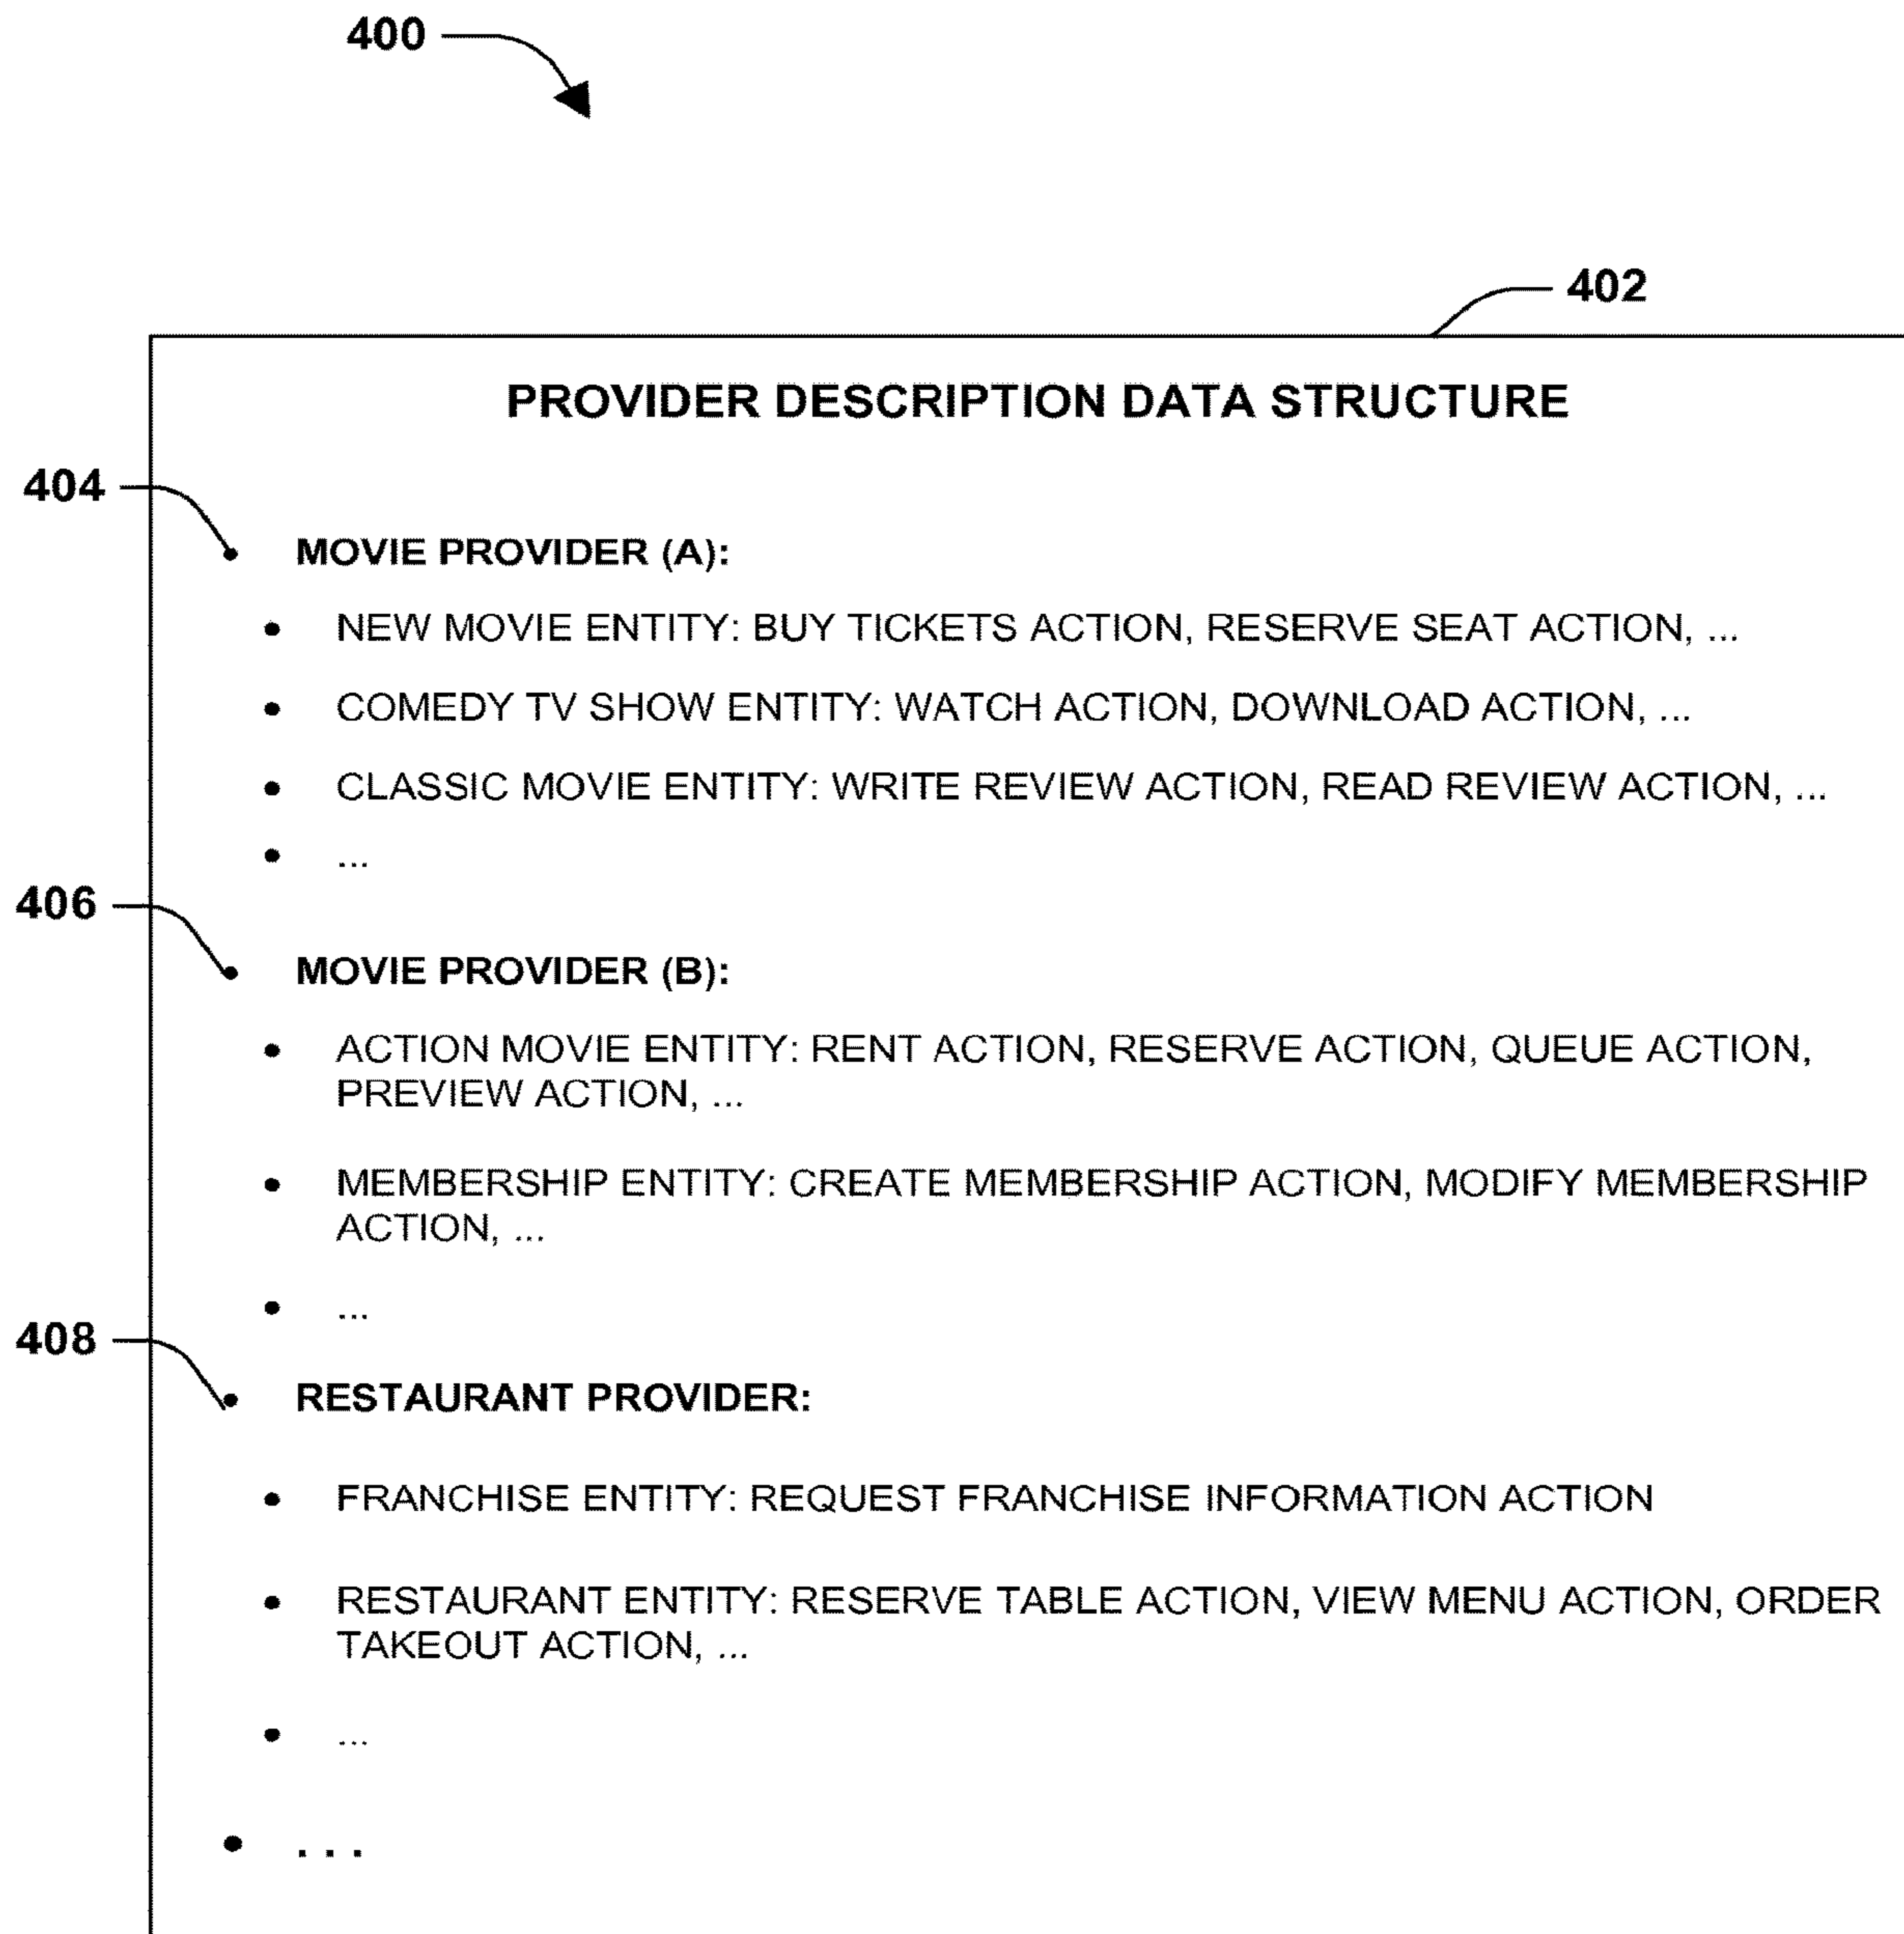 400
402
PROVIDER DESCRIPTION DATA STRUCTURE
404
• MOVIE PROVIDER (A):
• NEW MOVIE ENTITY: BUY TICKETS ACTION, RESERVE SEAT ACTION, ...
• COMEDY TV SHOW ENTITY: WATCH ACTION, DOWNLOAD ACTION, ...
• CLASSIC MOVIE ENTITY: WRITE REVIEW ACTION, READ REVIEW ACTION, ...
• ...
406
• MOVIE PROVIDER (B):
• ACTION MOVIE ENTITY: RENT ACTION, RESERVE ACTION, QUEUE ACTION,
PREVIEW ACTION, ...
• MEMBERSHIP ENTITY: CREATE MEMBERSHIP ACTION, MODIFY MEMBERSHIP
ACTION, ...
• ...
408
• RESTAURANT PROVIDER:
• FRANCHISE ENTITY: REQUEST FRANCHISE INFORMATION ACTION
• RESTAURANT ENTITY: RESERVE TABLE ACTION, VIEW MENU ACTION, ORDER
TAKEOUT ACTION, ...
• ...
• ...